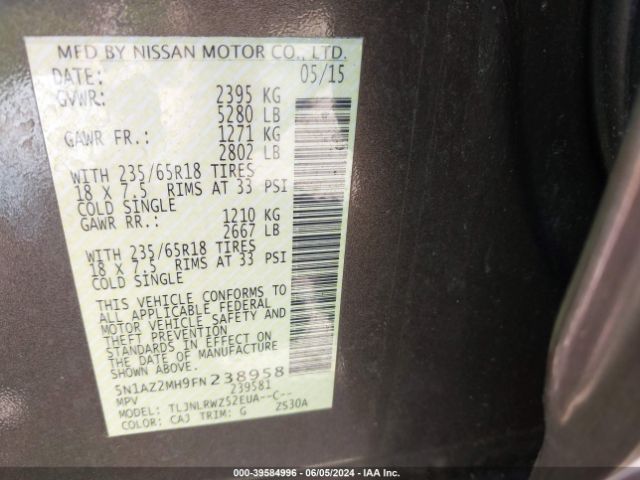 MFD BY NISSAN MOTOR CO., LTD.
DATE: 05/15
GVWR: 2395 KG
5280 LB
GAWR FR.: 1271 KG
2802 LB
WITH 235/65R18 TIRES
18 X 7.5 RIMS AT 33 PSI
COLD SINGLE
GAWR RR.: 1210 KG
2667 LB
WITH 235/65R18 TIRES
18 X 7.5 RIMS AT 33 PSI
COLD SINGLE
THIS VEHICLE CONFORMS TO
ALL APPLICABLE FEDERAL
MOTOR VEHICLE SAFETY AND
THEFT PREVENTION
STANDARDS IN EFFECT ON
THE DATE OF MANUFACTURE
SHOWN ABOVE.
5N1AZ2MH9FN238958
MPV 239581
MODEL: TLJNLRWZ52EUA--C--
COLOR: CAJ TRIM: G ZS30A
000-39584996 - 06/05/2024 - IAA Inc.